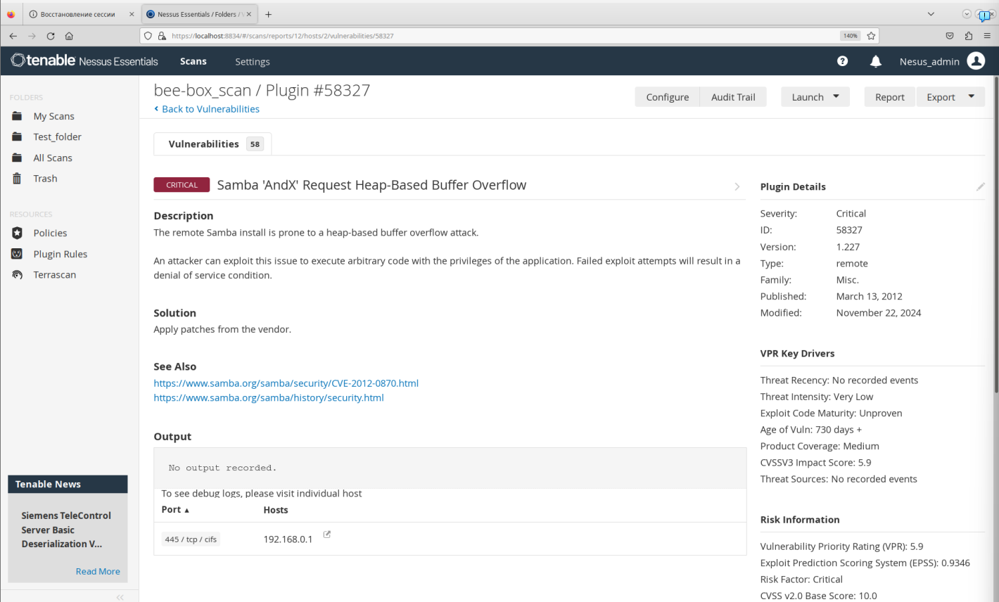 Восстановление сессии
Nessus Essentials / Folders /
https://localhost:8834/#/scans/reports/12/hosts/2/vulnerabilities/58327
140%
tenable Nessus Essentials
Scans
Settings
Nesus_admin
FOLDERS
My Scans
Test_folder
All Scans
Trash
RESOURCES
Policies
Plugin Rules
Terrascan
Tenable News
Siemens TeleControl
Server Basic
Deserialization V...
Read More
bee-box_scan / Plugin #58327
Back to Vulnerabilities
Configure
Audit Trail
Launch
Report
Export
Vulnerabilities 58
CRITICAL Samba 'AndX' Request Heap-Based Buffer Overflow
Description
The remote Samba install is prone to a heap-based buffer overflow attack.
An attacker can exploit this issue to execute arbitrary code with the privileges of the application. Failed exploit attempts will result in a
denial of service condition.
Solution
Apply patches from the vendor.
See Also
https://www.samba.org/samba/security/CVE-2012-0870.html
https://www.samba.org/samba/history/security.html
Output
No output recorded.
To see debug logs, please visit individual host
Port ▲ Hosts
445 / tcp / cifs 192.168.0.1
Plugin Details
Severity: Critical
ID: 58327
Version: 1.227
Type: remote
Family: Misc.
Published: March 13, 2012
Modified: November 22, 2024
VPR Key Drivers
Threat Recency: No recorded events
Threat Intensity: Very Low
Exploit Code Maturity: Unproven
Age of Vuln: 730 days +
Product Coverage: Medium
CVSSV3 Impact Score: 5.9
Threat Sources: No recorded events
Risk Information
Vulnerability Priority Rating (VPR): 5.9
Exploit Prediction Scoring System (EPSS): 0.9346
Risk Factor: Critical
CVSS v2.0 Base Score: 10.0